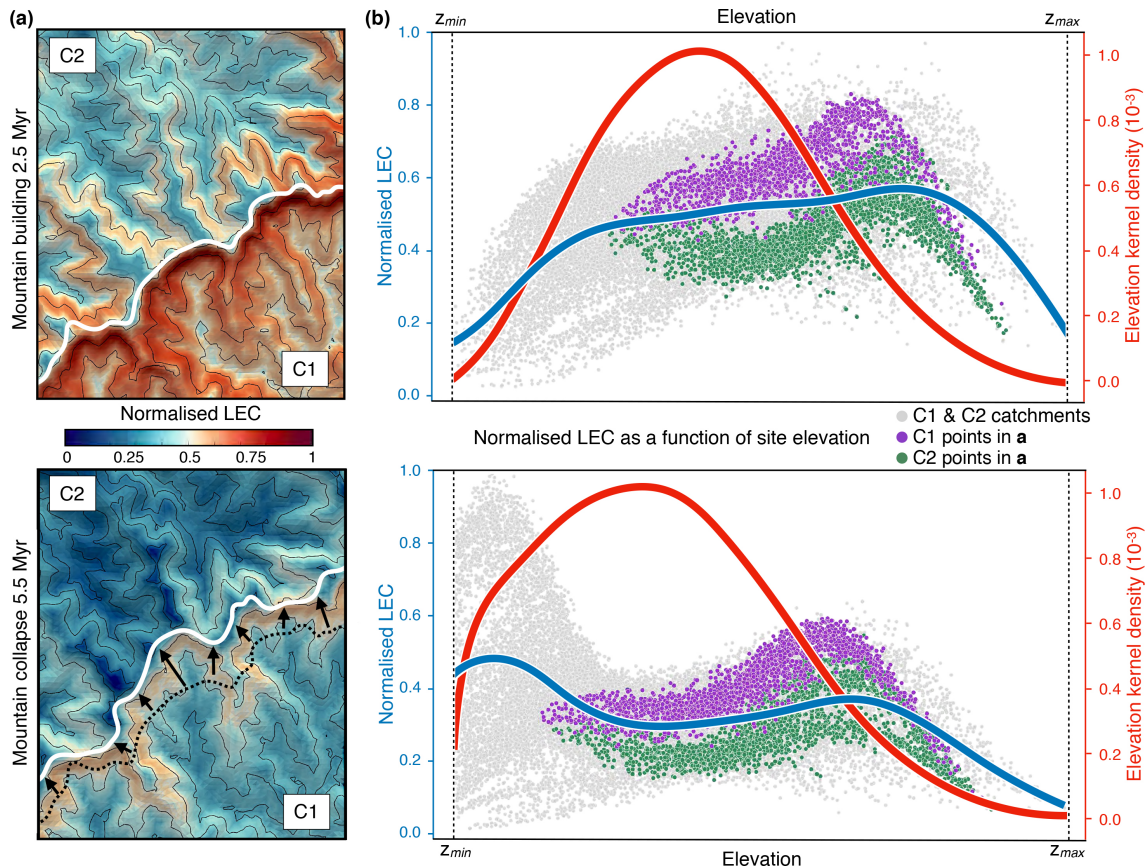 (a)
C2
C1
Mountain building 2.5 Myr
Normalised LEC
0 0.25 0.5 0.75 1
C2
C1
Mountain collapse 5.5 Myr
(b)
zmin Elevation zmax
1.0
0.8
0.6
0.4
0.2
0.0
Normalised LEC
1.0
0.8
0.6
0.4
0.2
0.0
Elevation kernel density (10-3)
C1 & C2 catchments
C1 points in a
C2 points in a
Normalised LEC as a function of site elevation
1.0
0.8
0.6
0.4
0.2
0.0
Normalised LEC
1.0
0.8
0.6
0.4
0.2
0.0
Elevation kernel density (10-3)
zmin Elevation zmax